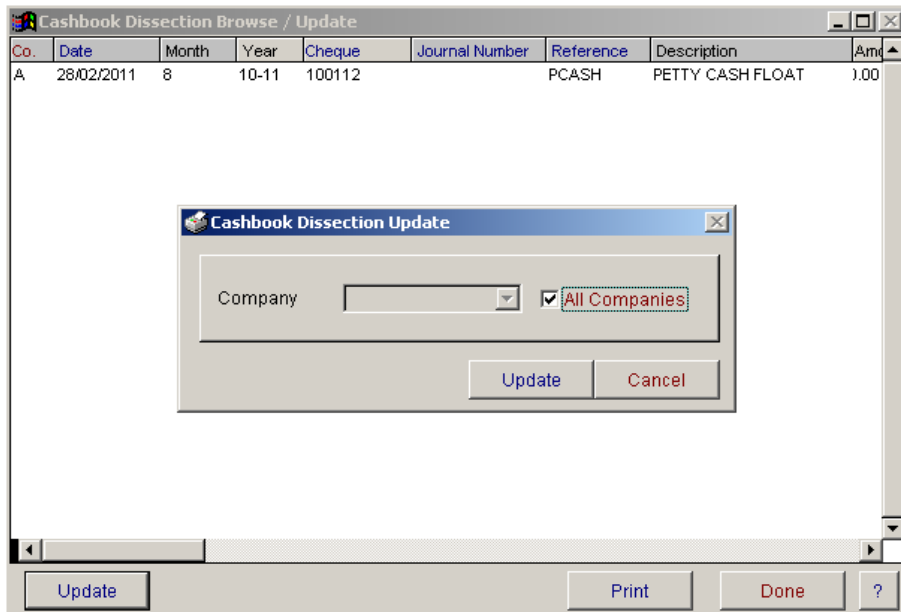 Cashbook Dissection Browse / Update
Co. Date Month Year Cheque Journal Number Reference Description
A 28/02/2011 8 10-11 100112 PCASH PETTY CASH FLOAT
Cashbook Dissection Update
Company All Companies
Update Cancel
Update Print Done ?